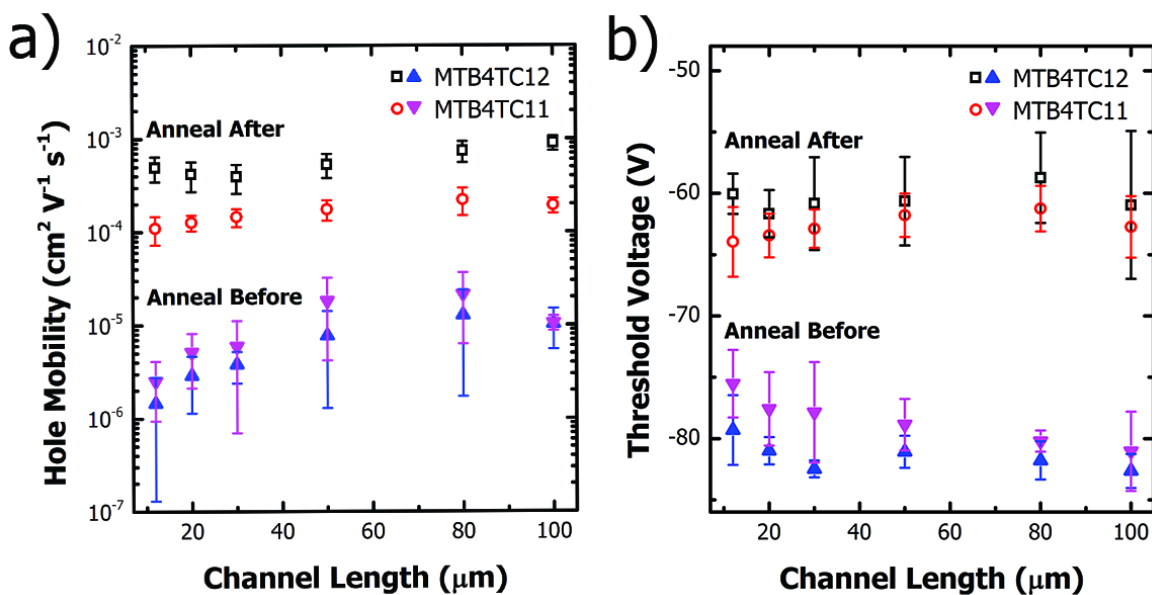 a)
10⁻²
10⁻³
10⁻⁴
10⁻⁵
10⁻⁶
10⁻⁷
Hole Mobility (cm² V⁻¹ s⁻¹)
MTB4TC12
MTB4TC11
Anneal After
Anneal Before
20 40 60 80 100
Channel Length (μm)
b)
-50
-60
-70
-80
Threshold Voltage (V)
MTB4TC12
MTB4TC11
Anneal After
Anneal Before
20 40 60 80 100
Channel Length (μm)